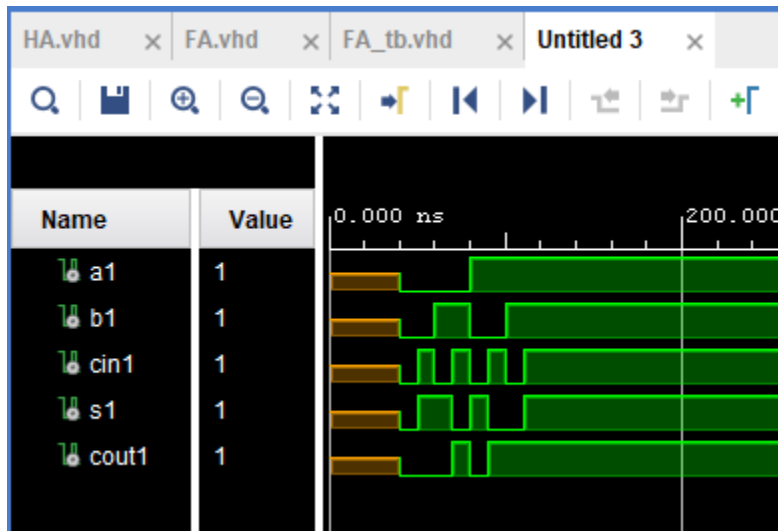 HA.vhd FA.vhd FA_tb.vhd Untitled 3
Name Value 0.000 ns 200.000
a1 1
b1 1
cin1 1
s1 1
cout1 1